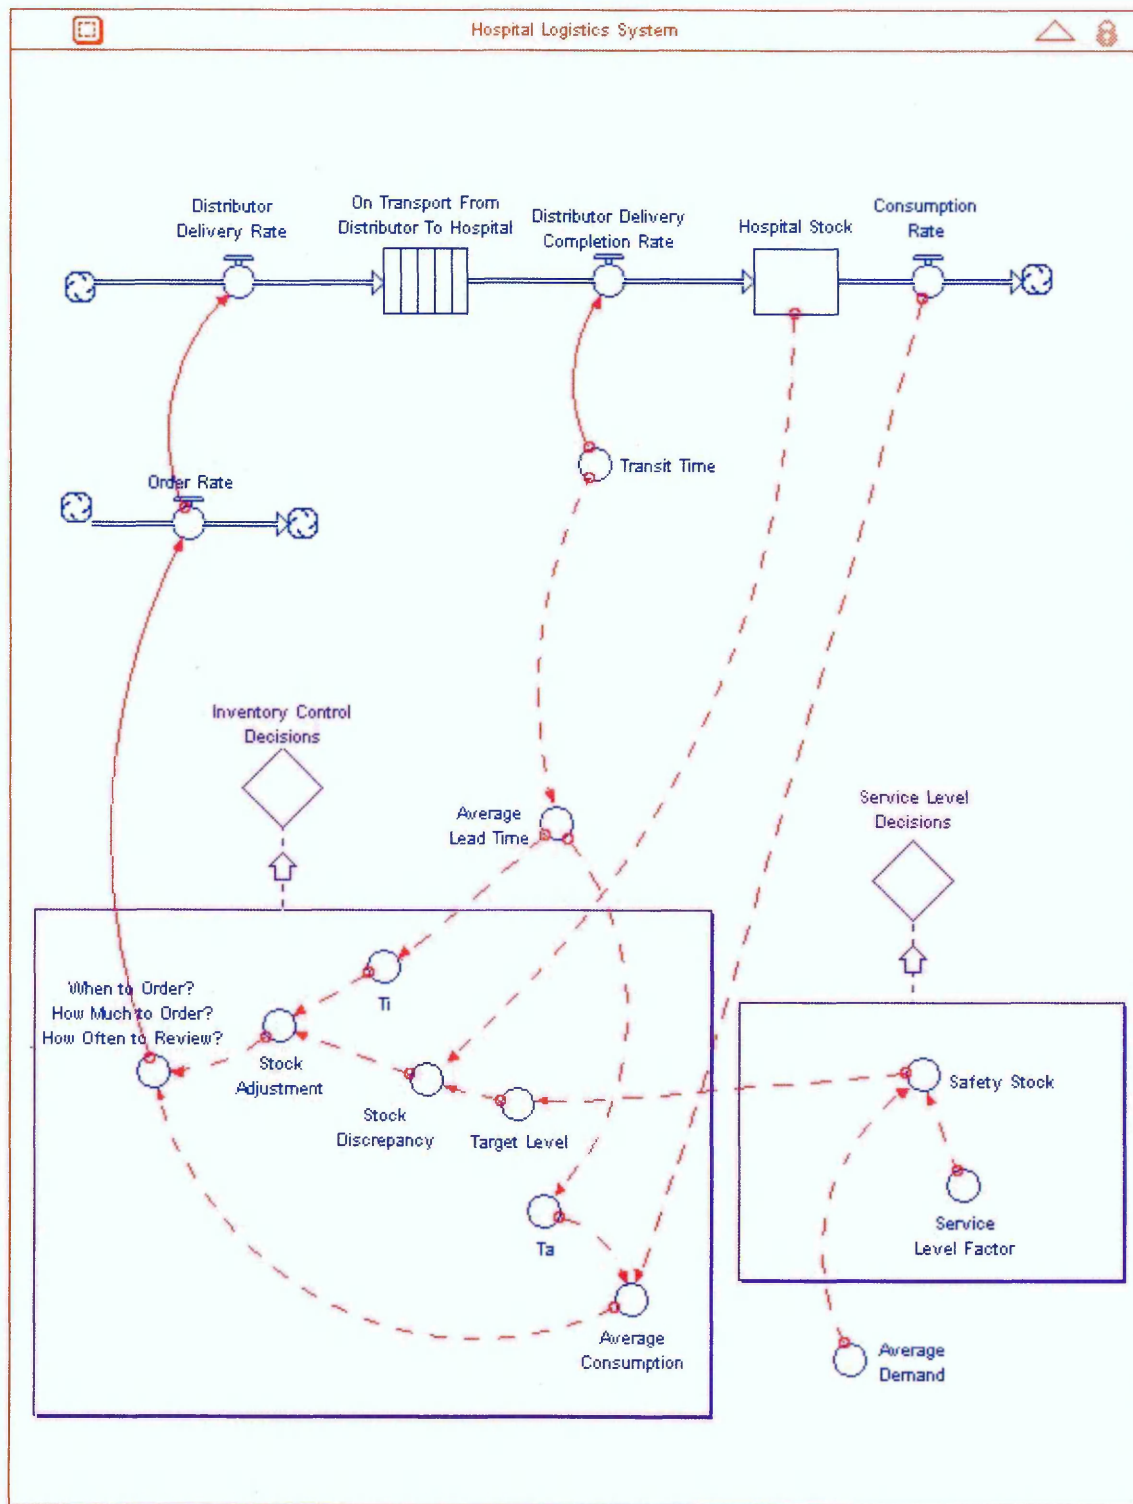 Hospital Logistics System
Distributor
Delivery Rate
On Transport From
Distributor To Hospital
Distributor Delivery
Completion Rate
Hospital Stock
Consumption
Rate
Transit Time
Order Rate
Inventory Control
Decisions
Average
Lead Time
Service Level
Decisions
When to Order?
How Much to Order?
How Often to Review?
Ti
Stock
Adjustment
Stock
Discrepancy
Target Level
Safety Stock
Service
Level Factor
Ta
Average
Consumption
Average
Demand